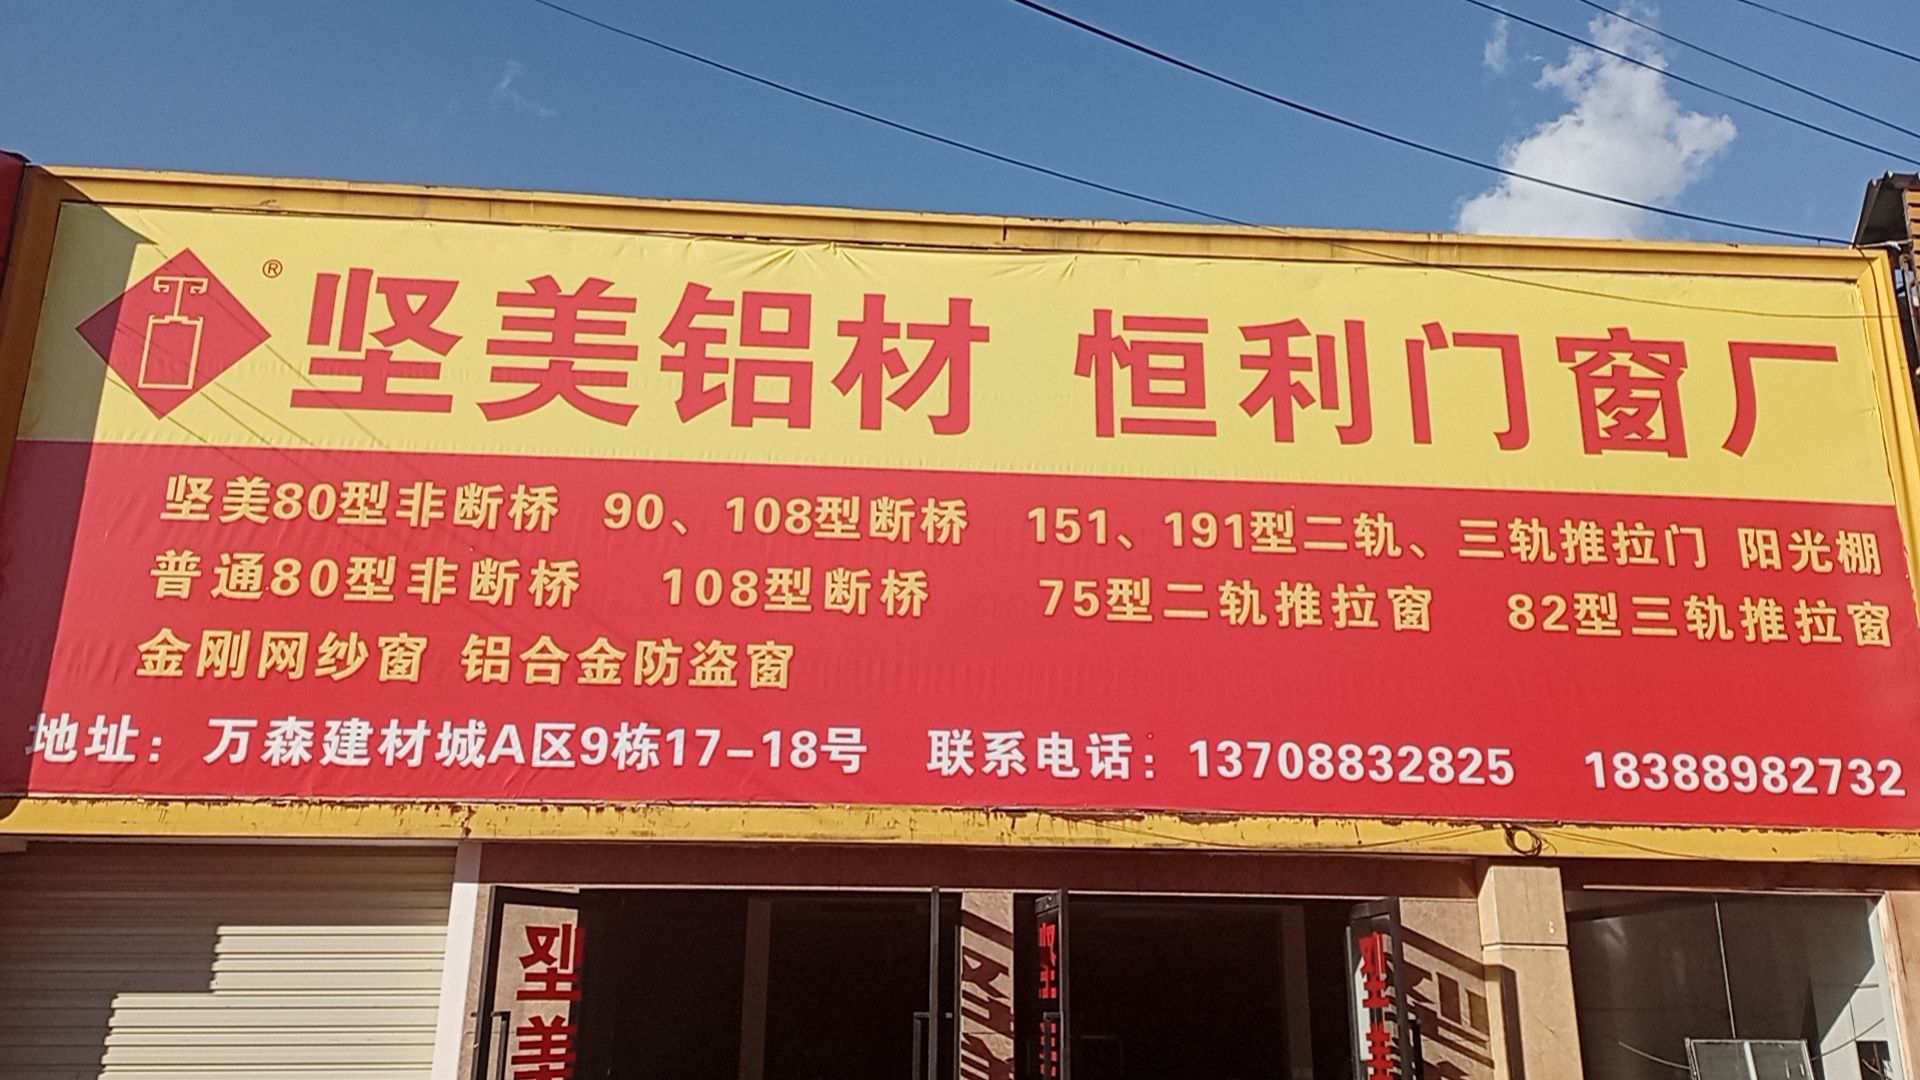 ® 坚美铝材 恒利门窗厂
坚美80型非断桥 90、108型断桥 151、191型二轨、三轨推拉门 阳光棚
普通80型非断桥 108型断桥 75型二轨推拉窗 82型三轨推拉窗
金刚网纱窗 铝合金防盗窗
地址：万森建材城A区9栋17-18号 联系电话：13708832825 18388982732
坚美
坚
坚美